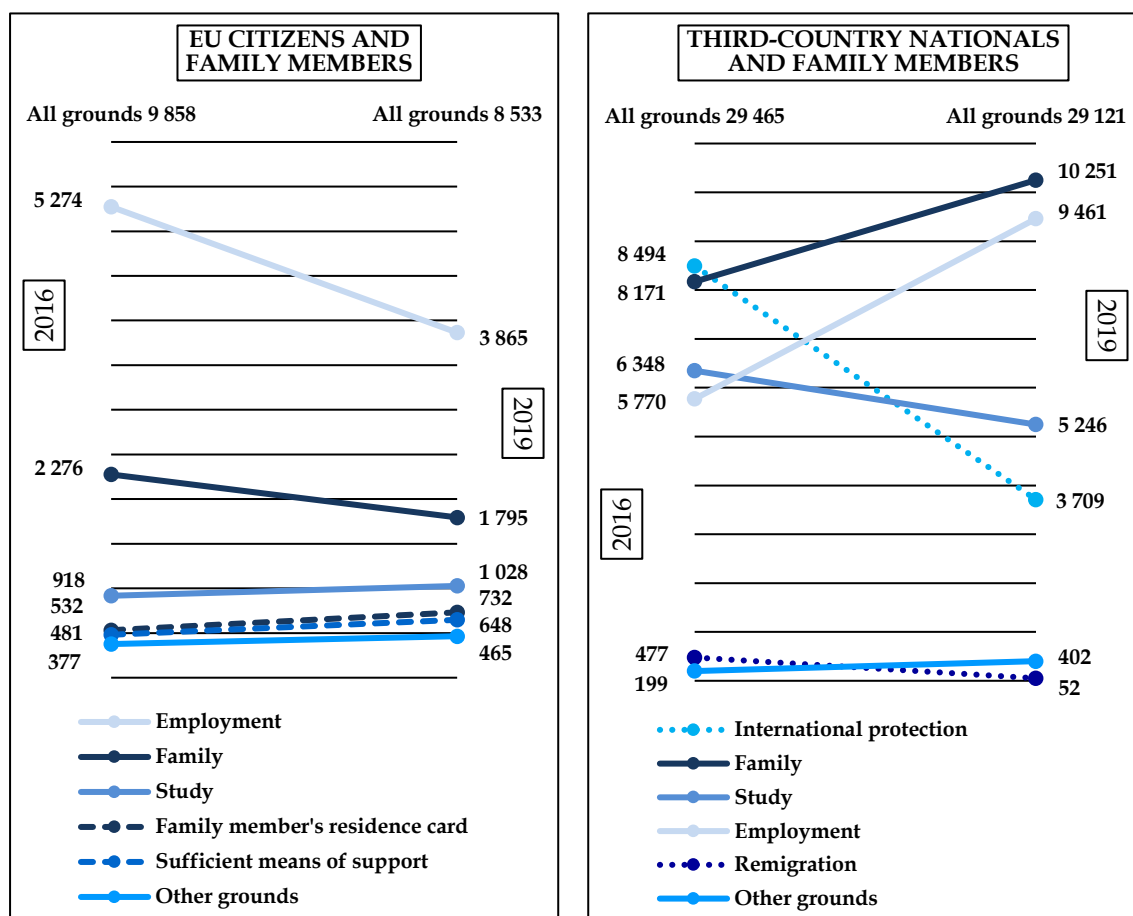 EU CITIZENS AND
FAMILY MEMBERS
All grounds 9 858
All grounds 8 533
5 274
2016
3 865
2019
2 276
1 795
918
1 028
532
732
481
648
377
465
Employment
Family
Study
Family member's residence card
Sufficient means of support
Other grounds
THIRD-COUNTRY NATIONALS
AND FAMILY MEMBERS
All grounds 29 465
All grounds 29 121
10 251
9 461
8 494
8 171
2019
6 348
5 770
5 246
3 709
2016
477
402
199
52
International protection
Family
Study
Employment
Remigration
Other grounds